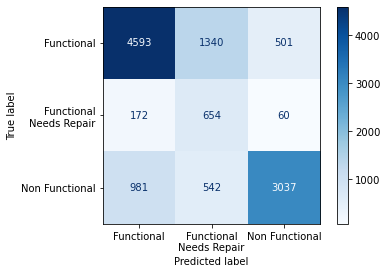 True label
Functional
Functional
Needs Repair
Non Functional
4593 1340 501
172 654 60
981 542 3037
Functional
Functional
Needs Repair
Non Functional
Predicted label
4000
3000
2000
1000